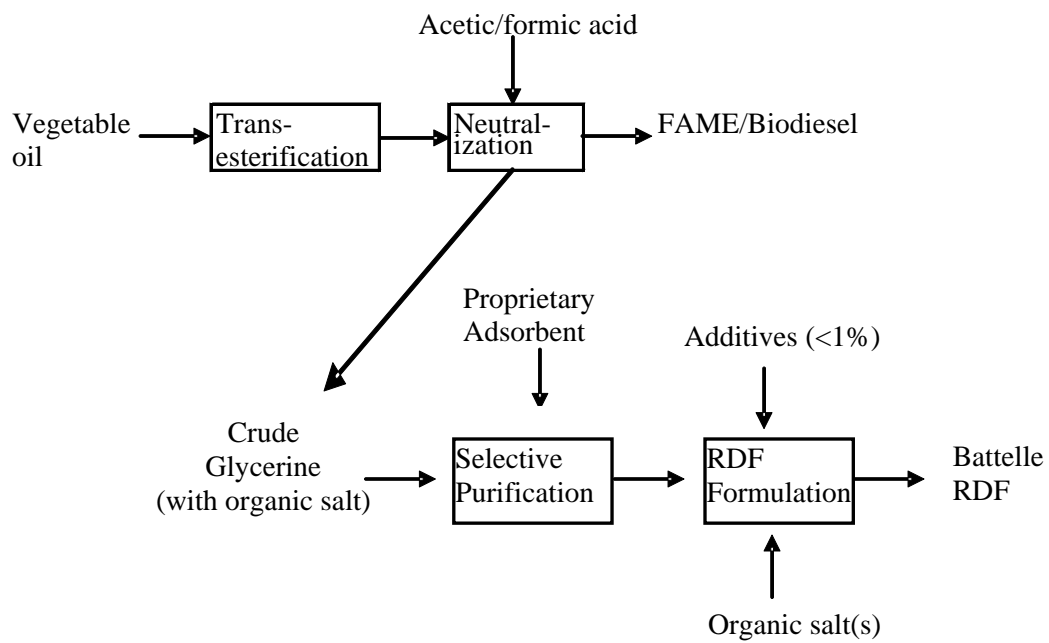 Acetic/formic acid
Vegetable
oil
Trans-
esterification
Neutral-
ization
FAME/Biodiesel
Proprietary
Adsorbent
Additives (<1%)
Crude
Glycerine
(with organic salt)
Selective
Purification
RDF
Formulation
Battelle
RDF
Organic salt(s)